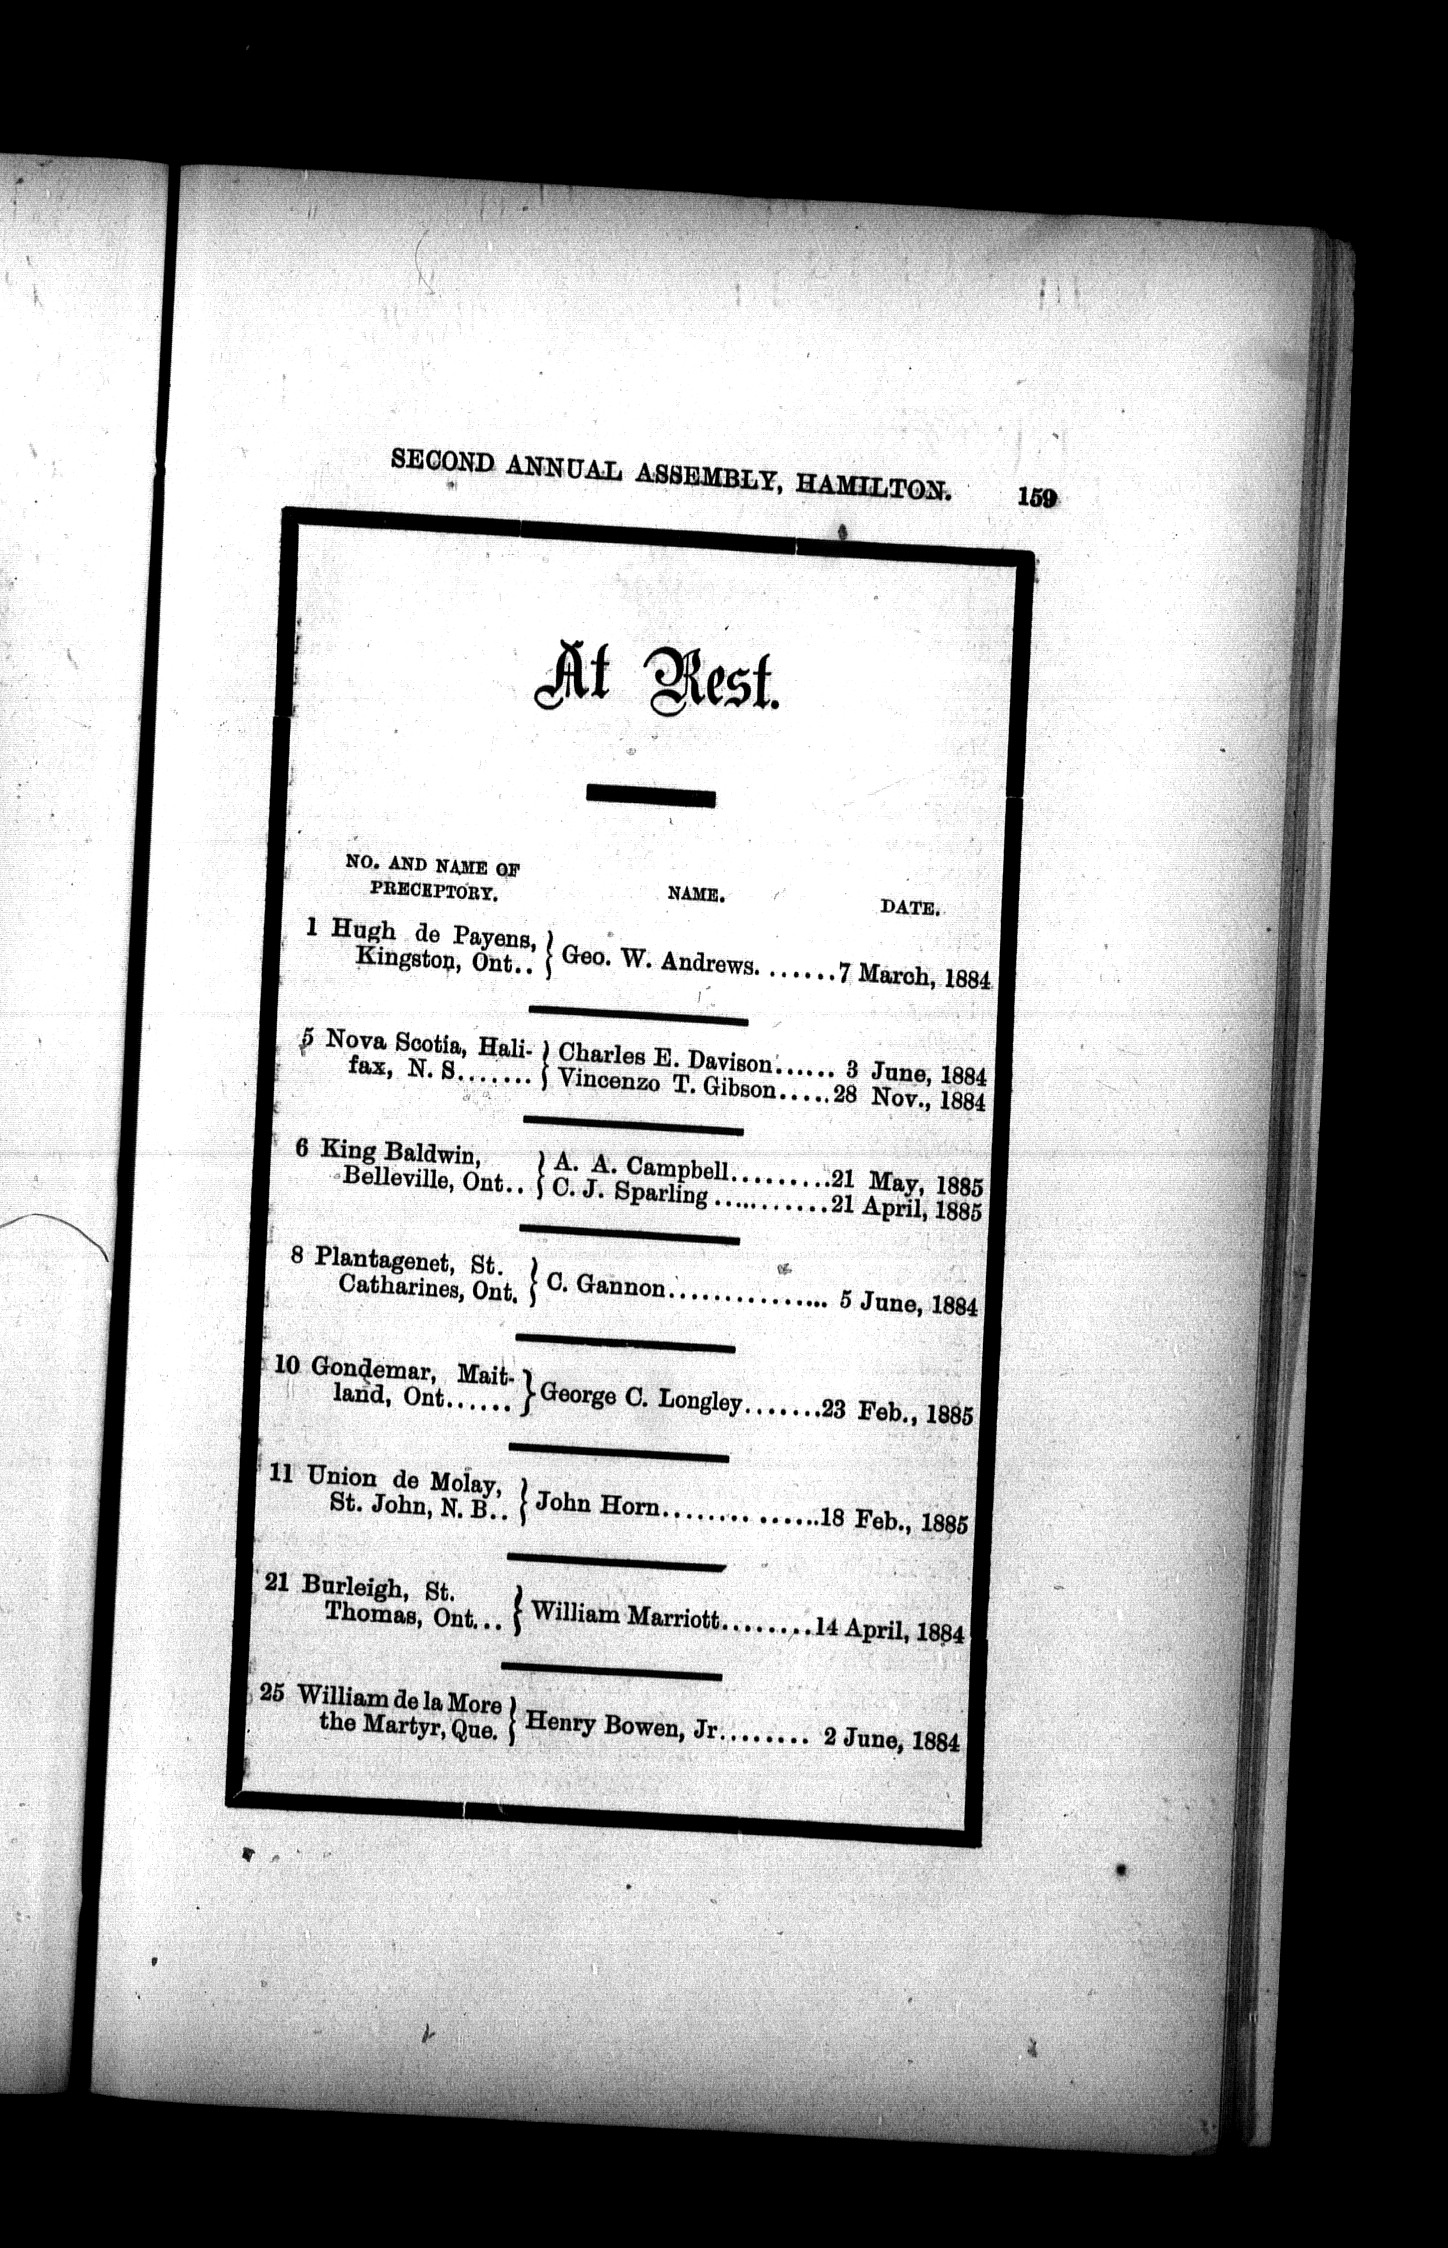 SECOND ANNUAL ASSEMBLY, HAMILTON. 159
At Rest.
NO. AND NAME OF
PRECEPTORY. NAME. DATE.
1 Hugh de Payens, } Geo. W. Andrews. .......7 March, 1884
Kingston, Ont..
5 Nova Scotia, Hali- } Charles E. Davison...... 3 June, 1884
fax, N. S....... Vincenzo T. Gibson.....28 Nov., 1884
6 King Baldwin, } A. A. Campbell.........21 May, 1885
Belleville, Ont.. C. J. Sparling ...........21 April, 1885
8 Plantagenet, St. } C. Gannon............... 5 June, 1884
Catharines, Ont.
10 Gondemar, Mait- } George C. Longley.......23 Feb., 1885
land, Ont......
11 Union de Molay, } John Horn........ ......18 Feb., 1885
St. John, N. B..
21 Burleigh, St. } William Marriott........14 April, 1884
Thomas, Ont...
25 William de la More } Henry Bowen, Jr........ 2 June, 1884
the Martyr, Que.